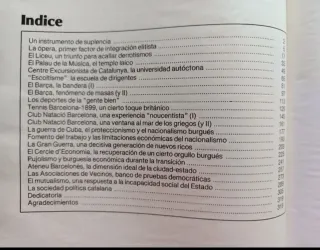 Indice
Un instrumento de suplencia
La opera, primer factor de integración elitista
El Liceu, un triunfo para acallar derrotismos
El Palau de la Musica, el templo laico
Centre Excursionista de Catalunya, la universidad autóctona
"Escoltisme" la escuela de dirigentes
El Barça, la bandera (I)
El Barça, fenómeno de masas (y II)
Los deportes de la "gente bien"
Tennis Barcelona-1899, un cierto toque británico
Club Natació Barcelona, una experiencia "noucentista" (I)
Club Natació Barcelona, una ventana al mar de los griegos (y II)
La guerra de Cuba, el proteccionismo y el nacionalismo burgués
Fomento del trabajo y las limitaciones económicas del nacionalismo
La Gran Guerra, una decisiva generación de nuevos ricos
El Cercle d'Economia, la recuperación de un cierto orgullo burgués
Pujolismo y burguesía económica durante la transición
Ateneu Barcelones, la dimensión ideal de la ciudad-estado
Las Asociaciones de Vecinos, banco de pruebas democráticas
El mutualismo, una respuesta a la incapacidad social del Estado
La sociedad política catalana
Dedicatoria
Agradecimientos